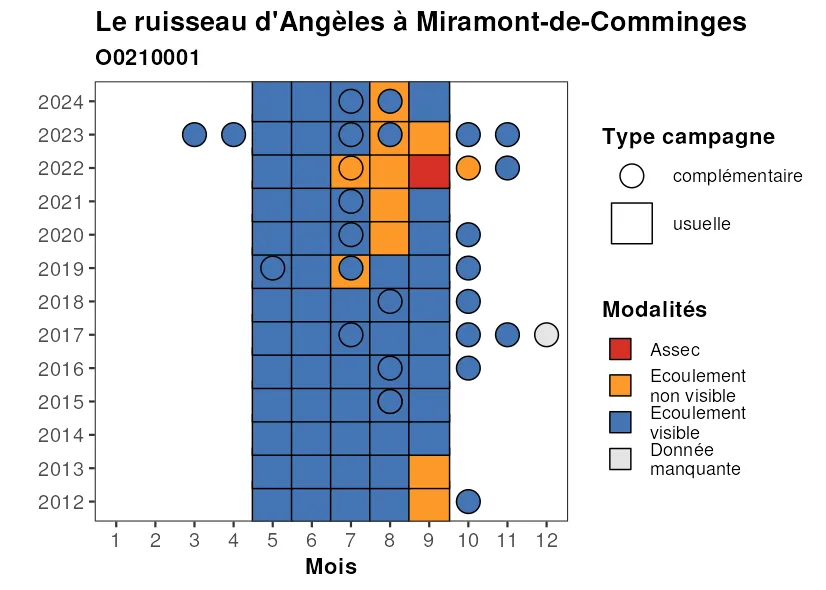 Le ruisseau d'Angèles à Miramont-de-Comminges
O0210001
2024
2023
2022
2021
2020
2019
2018
2017
2016
2015
2014
2013
2012
1 2 3 4 5 6 7 8 9 10 11 12
Mois
Type campagne
complémentaire
usuelle
Modalités
Assec
Ecoulement
non visible
Ecoulement
visible
Donnée
manquante